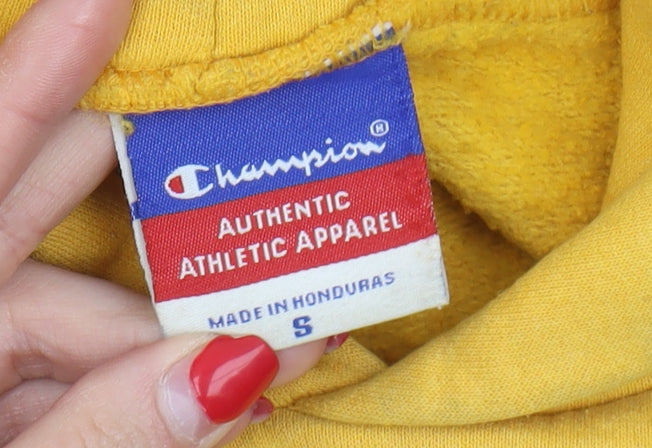 Champion®
AUTHENTIC
ATHLETIC APPAREL
MADE IN HONDURAS
S